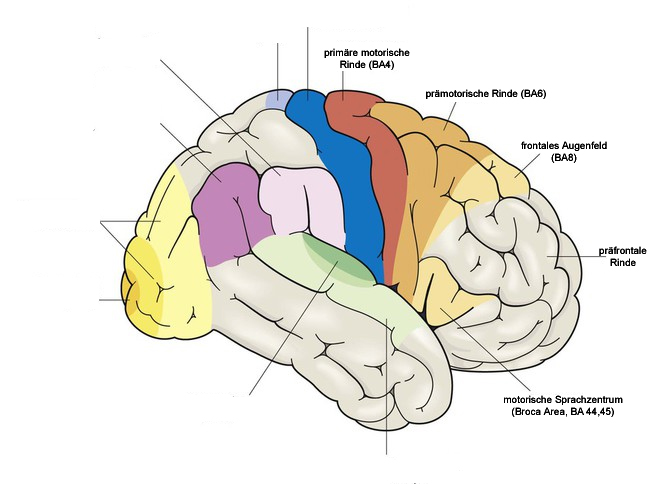 primäre motorische
Rinde (BA4)
prämotorische Rinde (BA6)
frontales Augenfeld
(BA8)
präfrontale
Rinde
motorische Sprachzentrum
(Broca Area, BA 44,45)